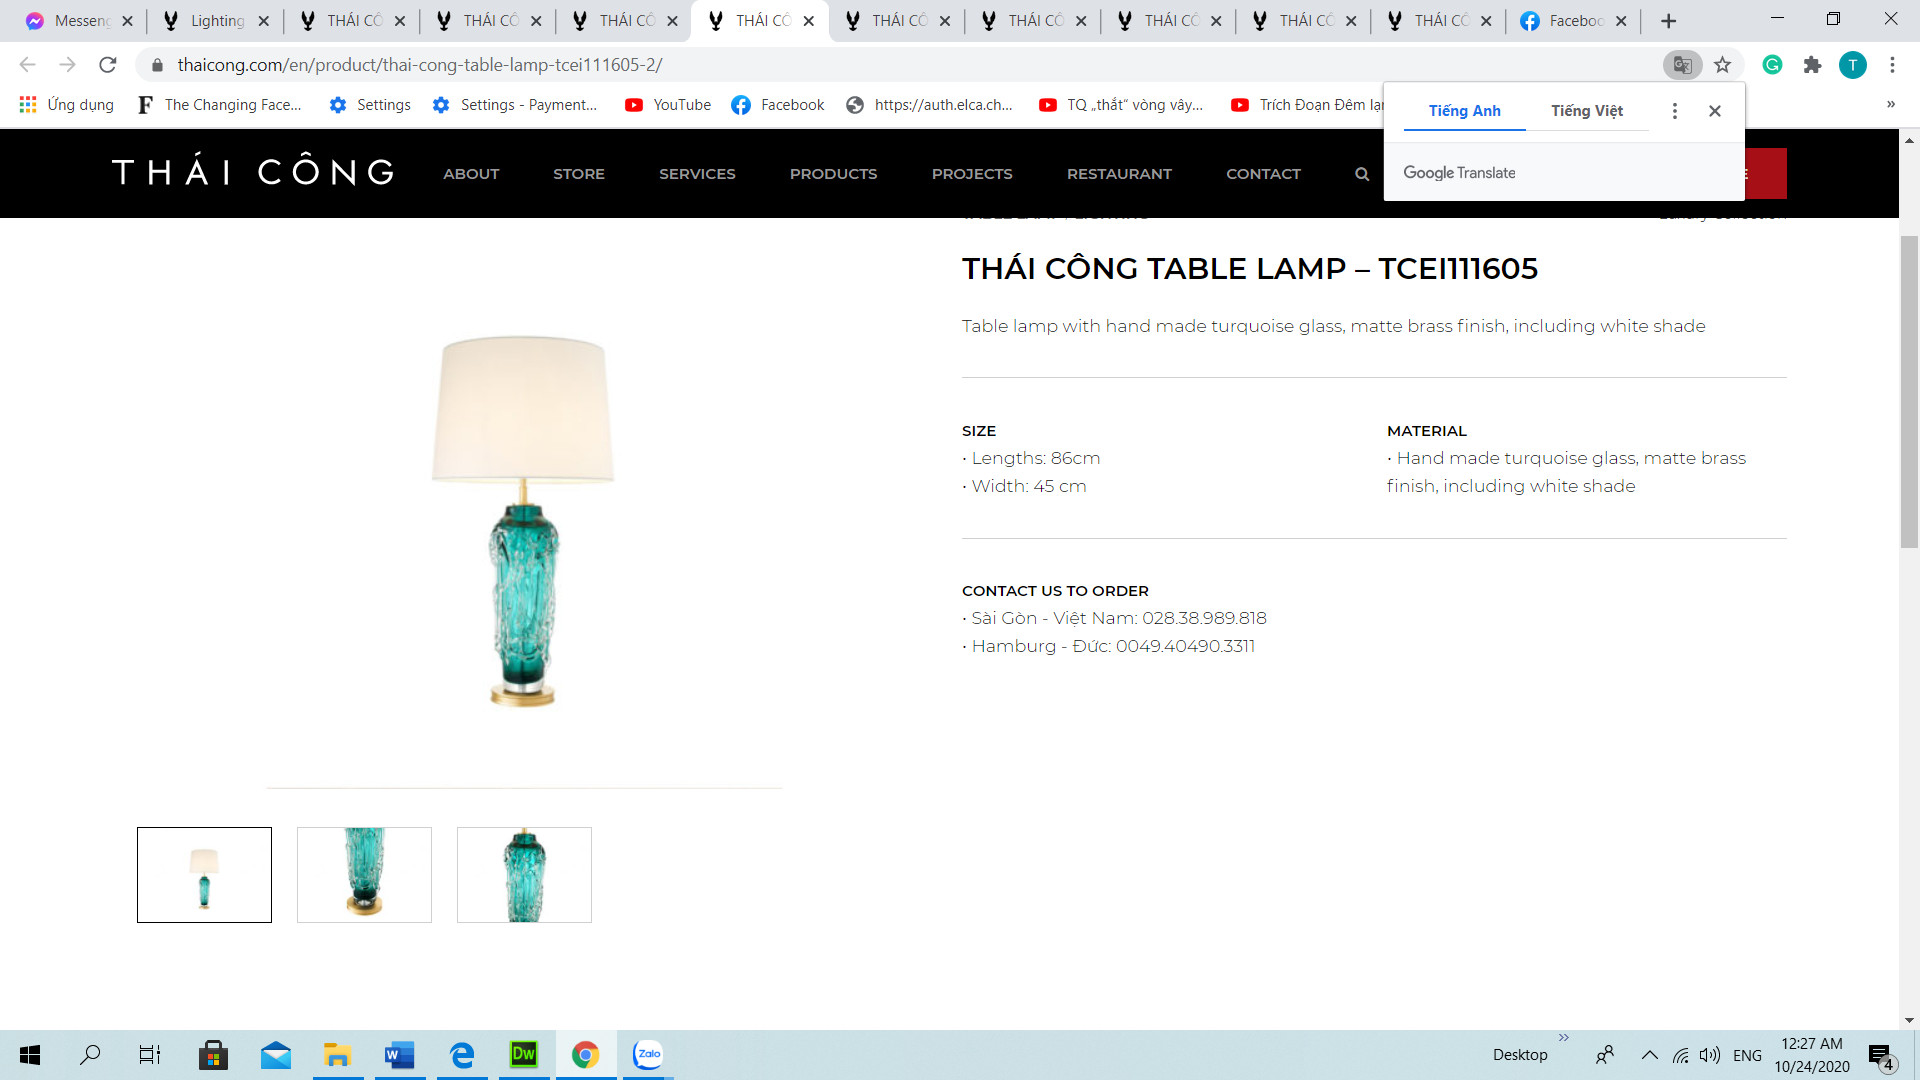 Messeng
Lighting
THÁI CÔ
THÁI CÔ
THÁI CÔ
THÁI CÔ
THÁI CÔ
THÁI CÔ
THÁI CÔ
THÁI CÔ
THÁI CÔ
Faceboo
thaicong.com/en/product/thai-cong-table-lamp-tcei111605-2/
T
Ứng dụng
F The Changing Face...
Settings
Settings - Payment...
YouTube
Facebook
https://auth.elca.ch...
TQ „thắt“ vòng vây...
Trích Đoạn Đêm lạn
»
Tiếng Anh
Tiếng Việt
Google Translate
THÁI CÔNG
ABOUT
STORE
SERVICES
PRODUCTS
PROJECTS
RESTAURANT
CONTACT
THÁI CÔNG TABLE LAMP – TCEI111605
Table lamp with hand made turquoise glass, matte brass finish, including white shade
SIZE
• Lengths: 86cm
• Width: 45 cm
MATERIAL
• Hand made turquoise glass, matte brass
finish, including white shade
CONTACT US TO ORDER
• Sài Gòn - Việt Nam: 028.38.989.818
• Hamburg - Đức: 0049.40490.3311
W
Dw
Zalo
Desktop
»
ENG
12:27 AM
10/24/2020
4